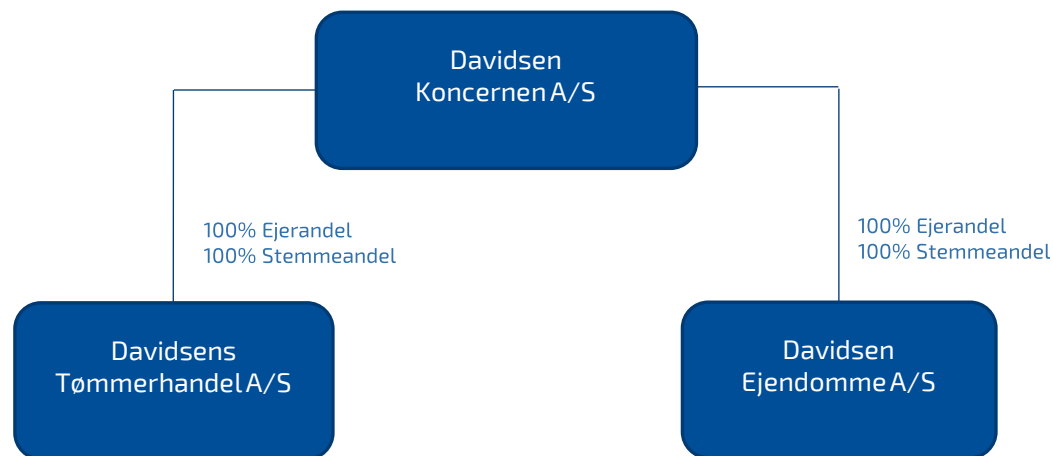 Davidsen
Koncernen A/S
100% Ejerandel
100% Stemmeandel
100% Ejerandel
100% Stemmeandel
Davidsens
Tømmerhandel A/S
Davidsen
Ejendomme A/S